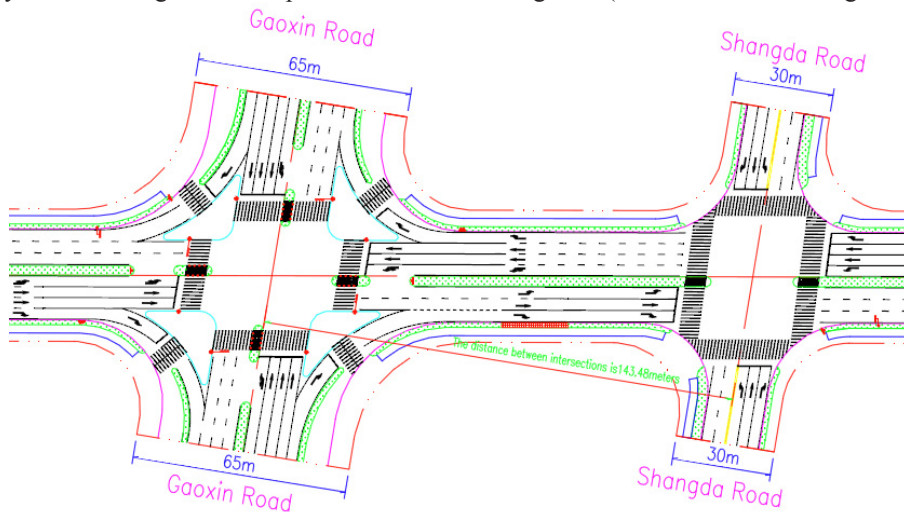 Gaoxin Road
65m
Shangda Road
30m
The distance between intersections is143.48meters
65m
Gaoxin Road
30m
Shangda Road